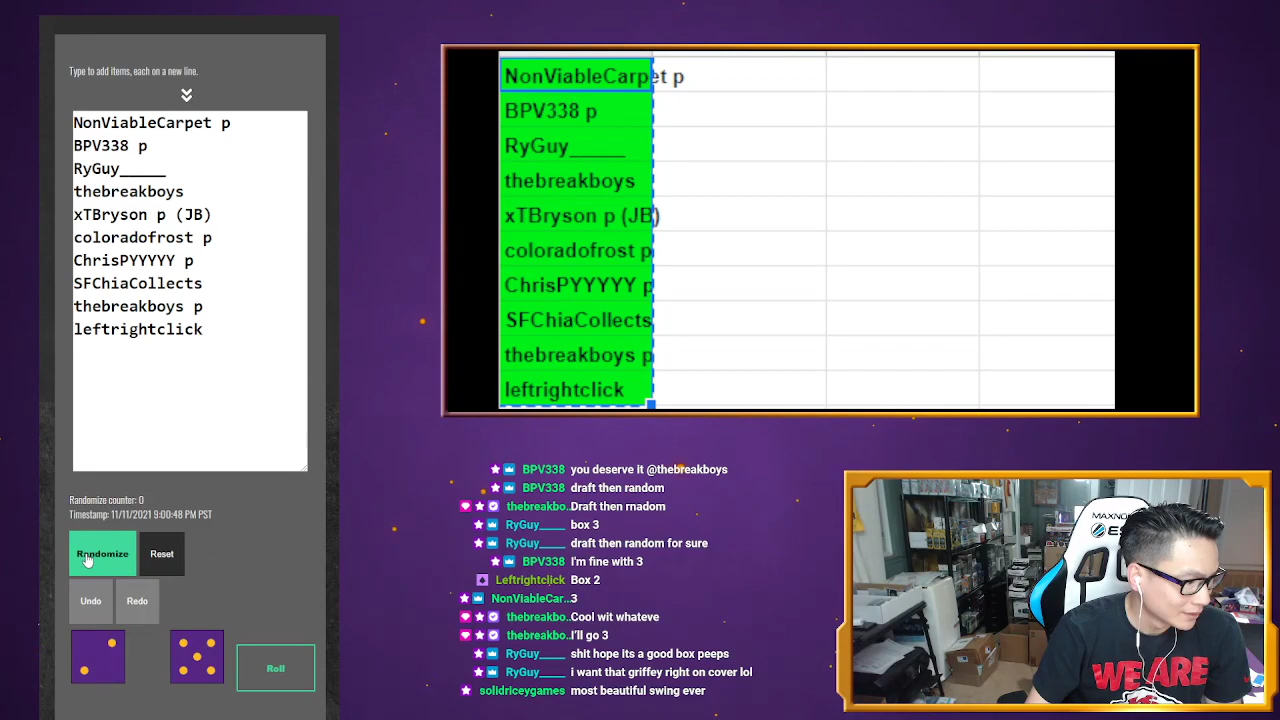 Type to add items, each on a new line.
NonViableCarpet p
BPV338 p
RyGuy_____
thebreakboys
xTBryson p (JB)
coloradofrost p
ChrisPYYYYY p
SFChiaCollects
thebreakboys p
leftrightclick
Randomize counter: 0
Timestamp: 11/11/2021 9:00:48 PM PST
Randomize
Reset
Undo
Redo
Roll
NonViableCarpet p
BPV338 p
RyGuy_____
thebreakboys
xTBryson p (JB)
coloradofrost p
ChrisPYYYYY p
SFChiaCollects
thebreakboys p
leftrightclick
BPV338 you deserve it @thebreakboys
BPV338 draft then random
thebreakbo.. Draft then rnadom
RyGuy_____ box 3
RyGuy_____ draft then random for sure
BPV338 I'm fine with 3
Leftrightclick Box 2
NonViableCar.. 3
thebreakbo.. Cool wit whateve
thebreakbo.. I'll go 3
RyGuy_____ shit hope its a good box peeps
RyGuy_____ i want that griffey right on cover lol
solidriceygames most beautiful swing ever
MAXNO
WE ARE